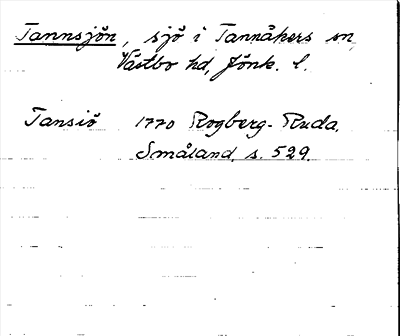 Tannsjön, sjö i Tannåkers sn,
Västbo hd, Jönk. l.
Tansiö 1770 Rogberg-Ruda,
Småland, s. 529.